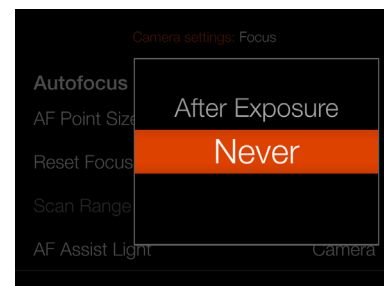 Camera settings: Focus
Autofocus
AF Point Size
After Exposure
Never
Reset Focus
Scan Range
AF Assist Light
Camera